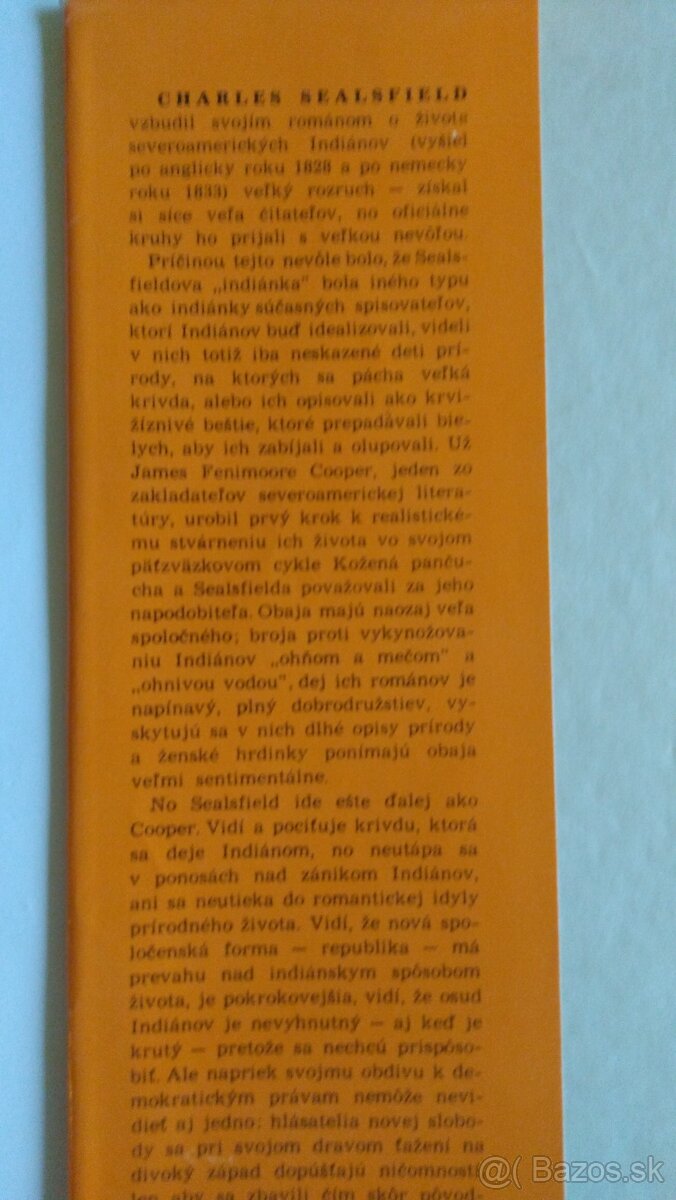 CHARLES SEALSFIELD
vzbudil svojím románom o živote
severoamerických Indiánov (vyšiel
po anglicky roku 1828 a po nemecky
roku 1833) veľký rozruch — získal
si síce veľa čitateľov, no oficiálne
kruhy ho prijali s veľkou nevôľou.
Príčinou tejto nevôle bolo, že Seals-
fieldova „indiánka" bola iného typu
ako indiánky súčasných spisovateľov,
ktorí Indiánov buď idealizovali, videli
v nich totiž iba neskazené deti prí-
rody, na ktorých sa pácha veľká
krivda, alebo ich opisovali ako krvi-
žíznivé beštie, ktoré prepadávali bie-
lych, aby ich zabíjali a olupovali. Už
James Fenimoore Cooper, jeden zo
zakladateľov severoamerickej litera-
túry, urobil prvý krok k realistické-
mu stvárneniu ich života vo svojom
päťzväzkovom cykle Kožená panču-
cha a Sealsfielda považovali za jeho
napodobiteľa. Obaja majú naozaj veľa
spoločného; broja proti vykynožova-
niu Indiánov „ohňom a mečom" a
„ohnivou vodou", dej ich románov je
napínavý, plný dobrodružstiev, vy-
skytujú sa v nich dlhé opisy prírody
a ženské hrdinky ponímajú obaja
veľmi sentimentálne.
No Sealsfield ide ešte ďalej ako
Cooper. Vidí a pociťuje krivdu, ktorá
sa deje Indiánom, no neutápa sa
v ponosách nad zánikom Indiánov,
ani sa neutieka do romantickej idyly
prírodného života. Vidí, že nová spo-
ločenská forma — republika — má
prevahu nad indiánskym spôsobom
života, je pokrokovejšia, vidí, že osud
Indiánov je nevyhnutný — aj keď je
krutý — pretože sa nechcú prispôso-
biť. Ale napriek svojmu obdivu k de-
mokratickým právam nemôže nevi-
dieť aj jedno: hlásatelia novej slobo-
dy sa pri svojom dravom ťažení na
divoký západ dopúšťajú ničomností
len aby sa zbavili čím skôr pôvod-
@( Bazos.sk